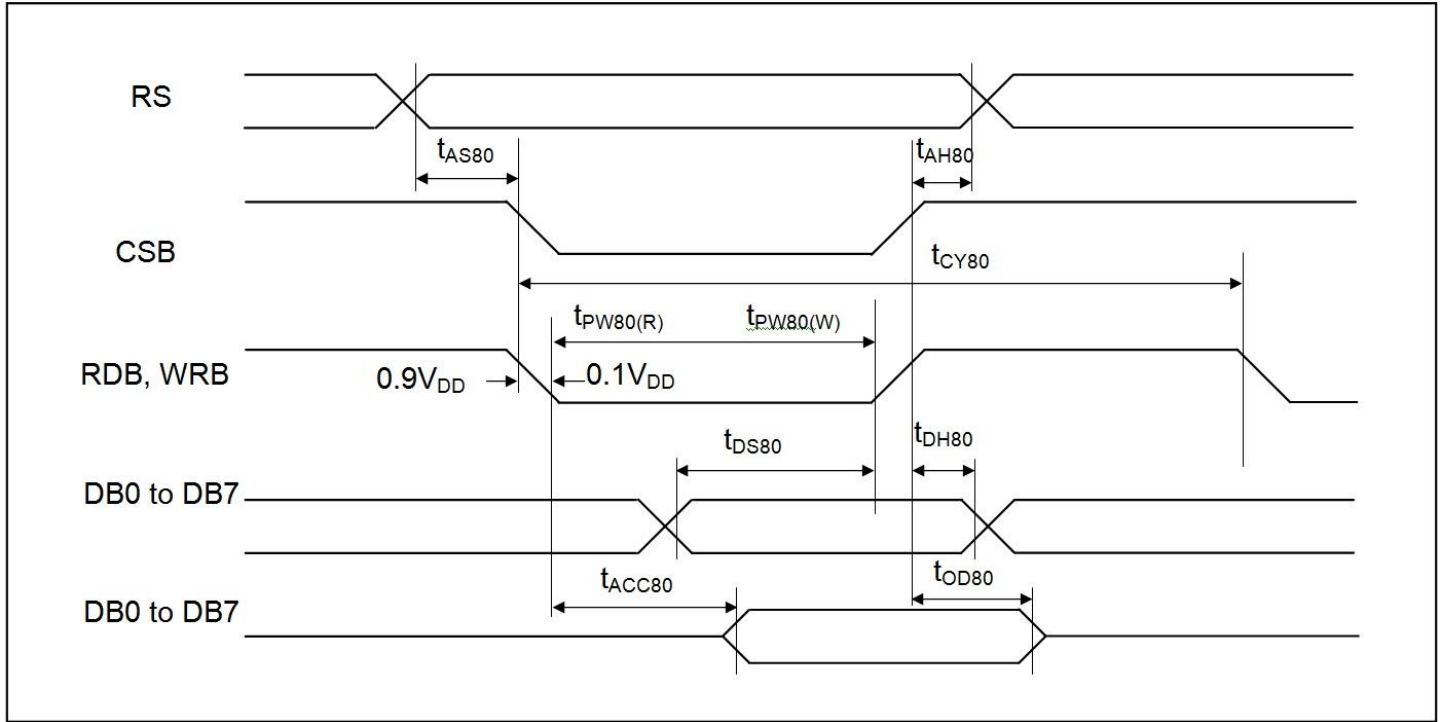 RS
tAS80
tAH80
CSB
tCY80
tPW80(R) tPW80(W)
RDB, WRB
0.9VDD 0.1VDD
tDS80
tDH80
DB0 to DB7
tACC80
tOD80
DB0 to DB7